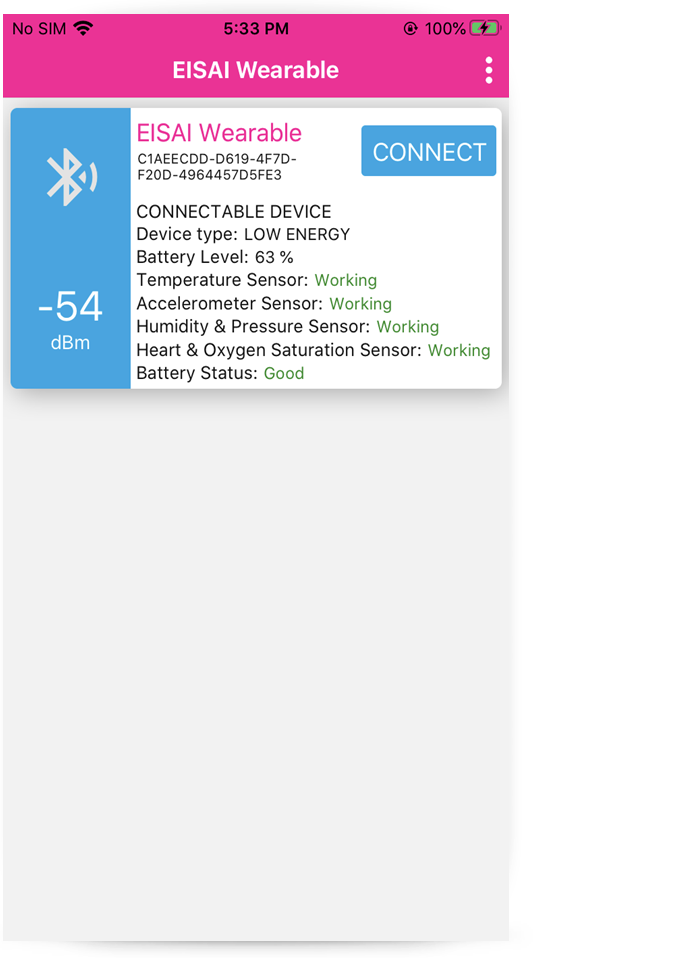 No SIM 5:33 PM 100%
EISAI Wearable
EISAI Wearable
C1AEECDD-D619-4F7D-
F20D-4964457D5FE3
CONNECT
CONNECTABLE DEVICE
Device type: LOW ENERGY
Battery Level: 63 %
Temperature Sensor: Working
Accelerometer Sensor: Working
Humidity & Pressure Sensor: Working
Heart & Oxygen Saturation Sensor: Working
Battery Status: Good
-54
dBm